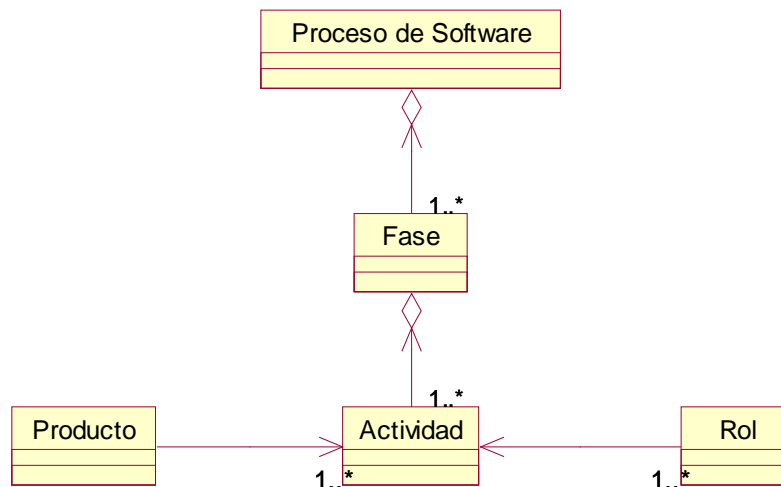 Proceso de Software
1..*
Fase
1..*
Producto
Actividad
Rol
1..*
1..*